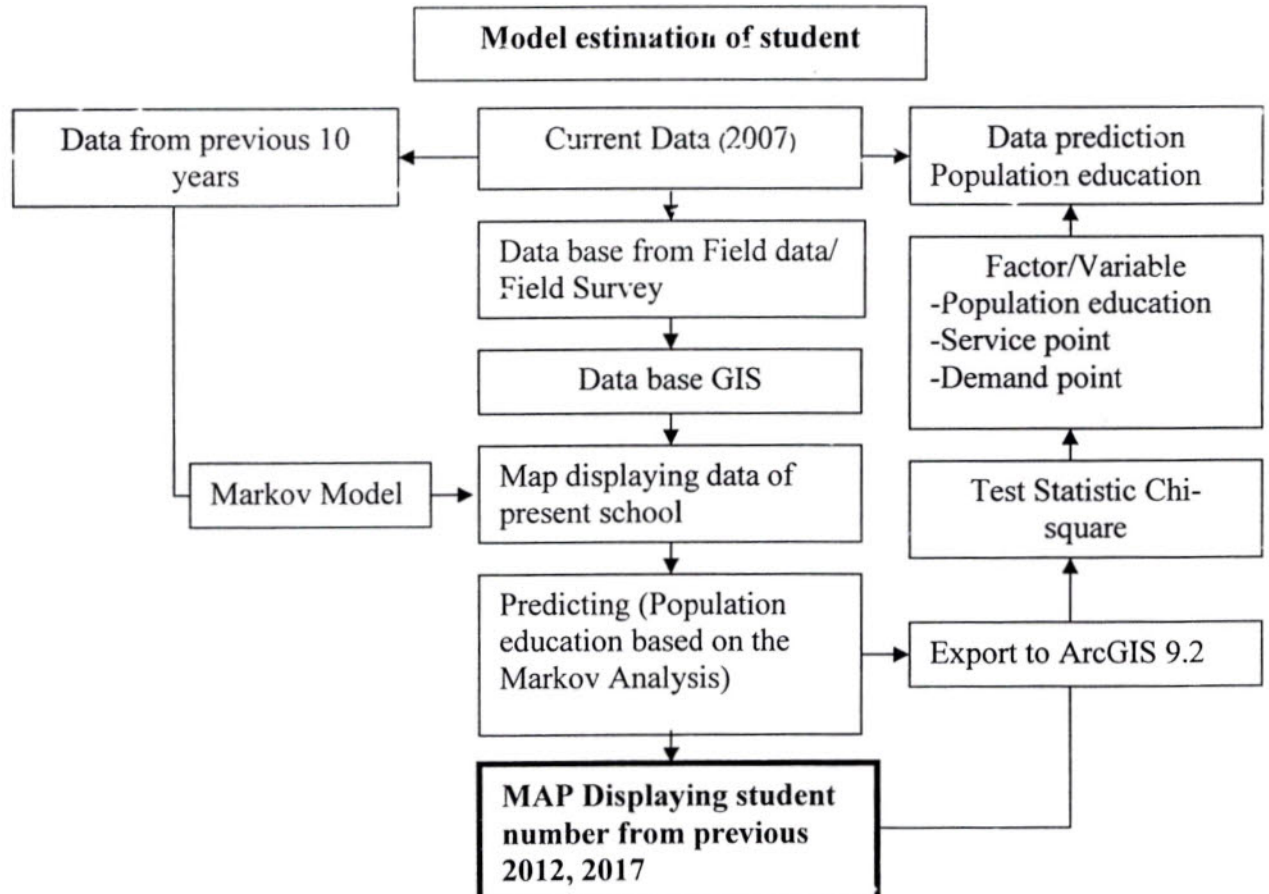 Model estimation of student
Data from previous 10
years
Current Data (2007)
Data prediction
Population education
Data base from Field data/
Field Survey
Factor/Variable
-Population education
-Service point
-Demand point
Data base GIS
Markov Model
Map displaying data of
present school
Test Statistic Chi-
square
Predicting (Population
education based on the
Markov Analysis)
Export to ArcGIS 9.2
MAP Displaying student
number from previous
2012, 2017